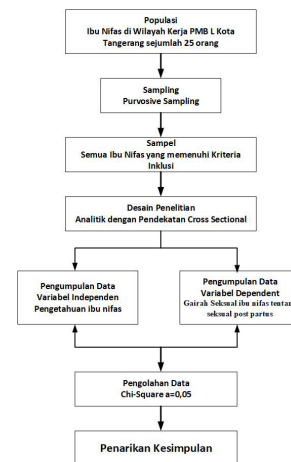 Populasi
Ibu Nifas di Wilayah Kerja PMB L Kota
Tangerang sejumlah 25 orang
Sampling
Purvosive Sampling
Sampel
Semua Ibu Nifas yang memenuhi Kriteria
Inklusi
Desain Penelitian
Analitik dengan Pendekatan Cross Sectional
Pengumpulan Data
Variabel Independen
Pengetahuan ibu nifas
Pengumpulan Data
Variabel Dependent
Gairah Seksual ibu nifas tentan
seksual post partus
Pengolahan Data
Chi-Square a=0,05
Penarikan Kesimpulan